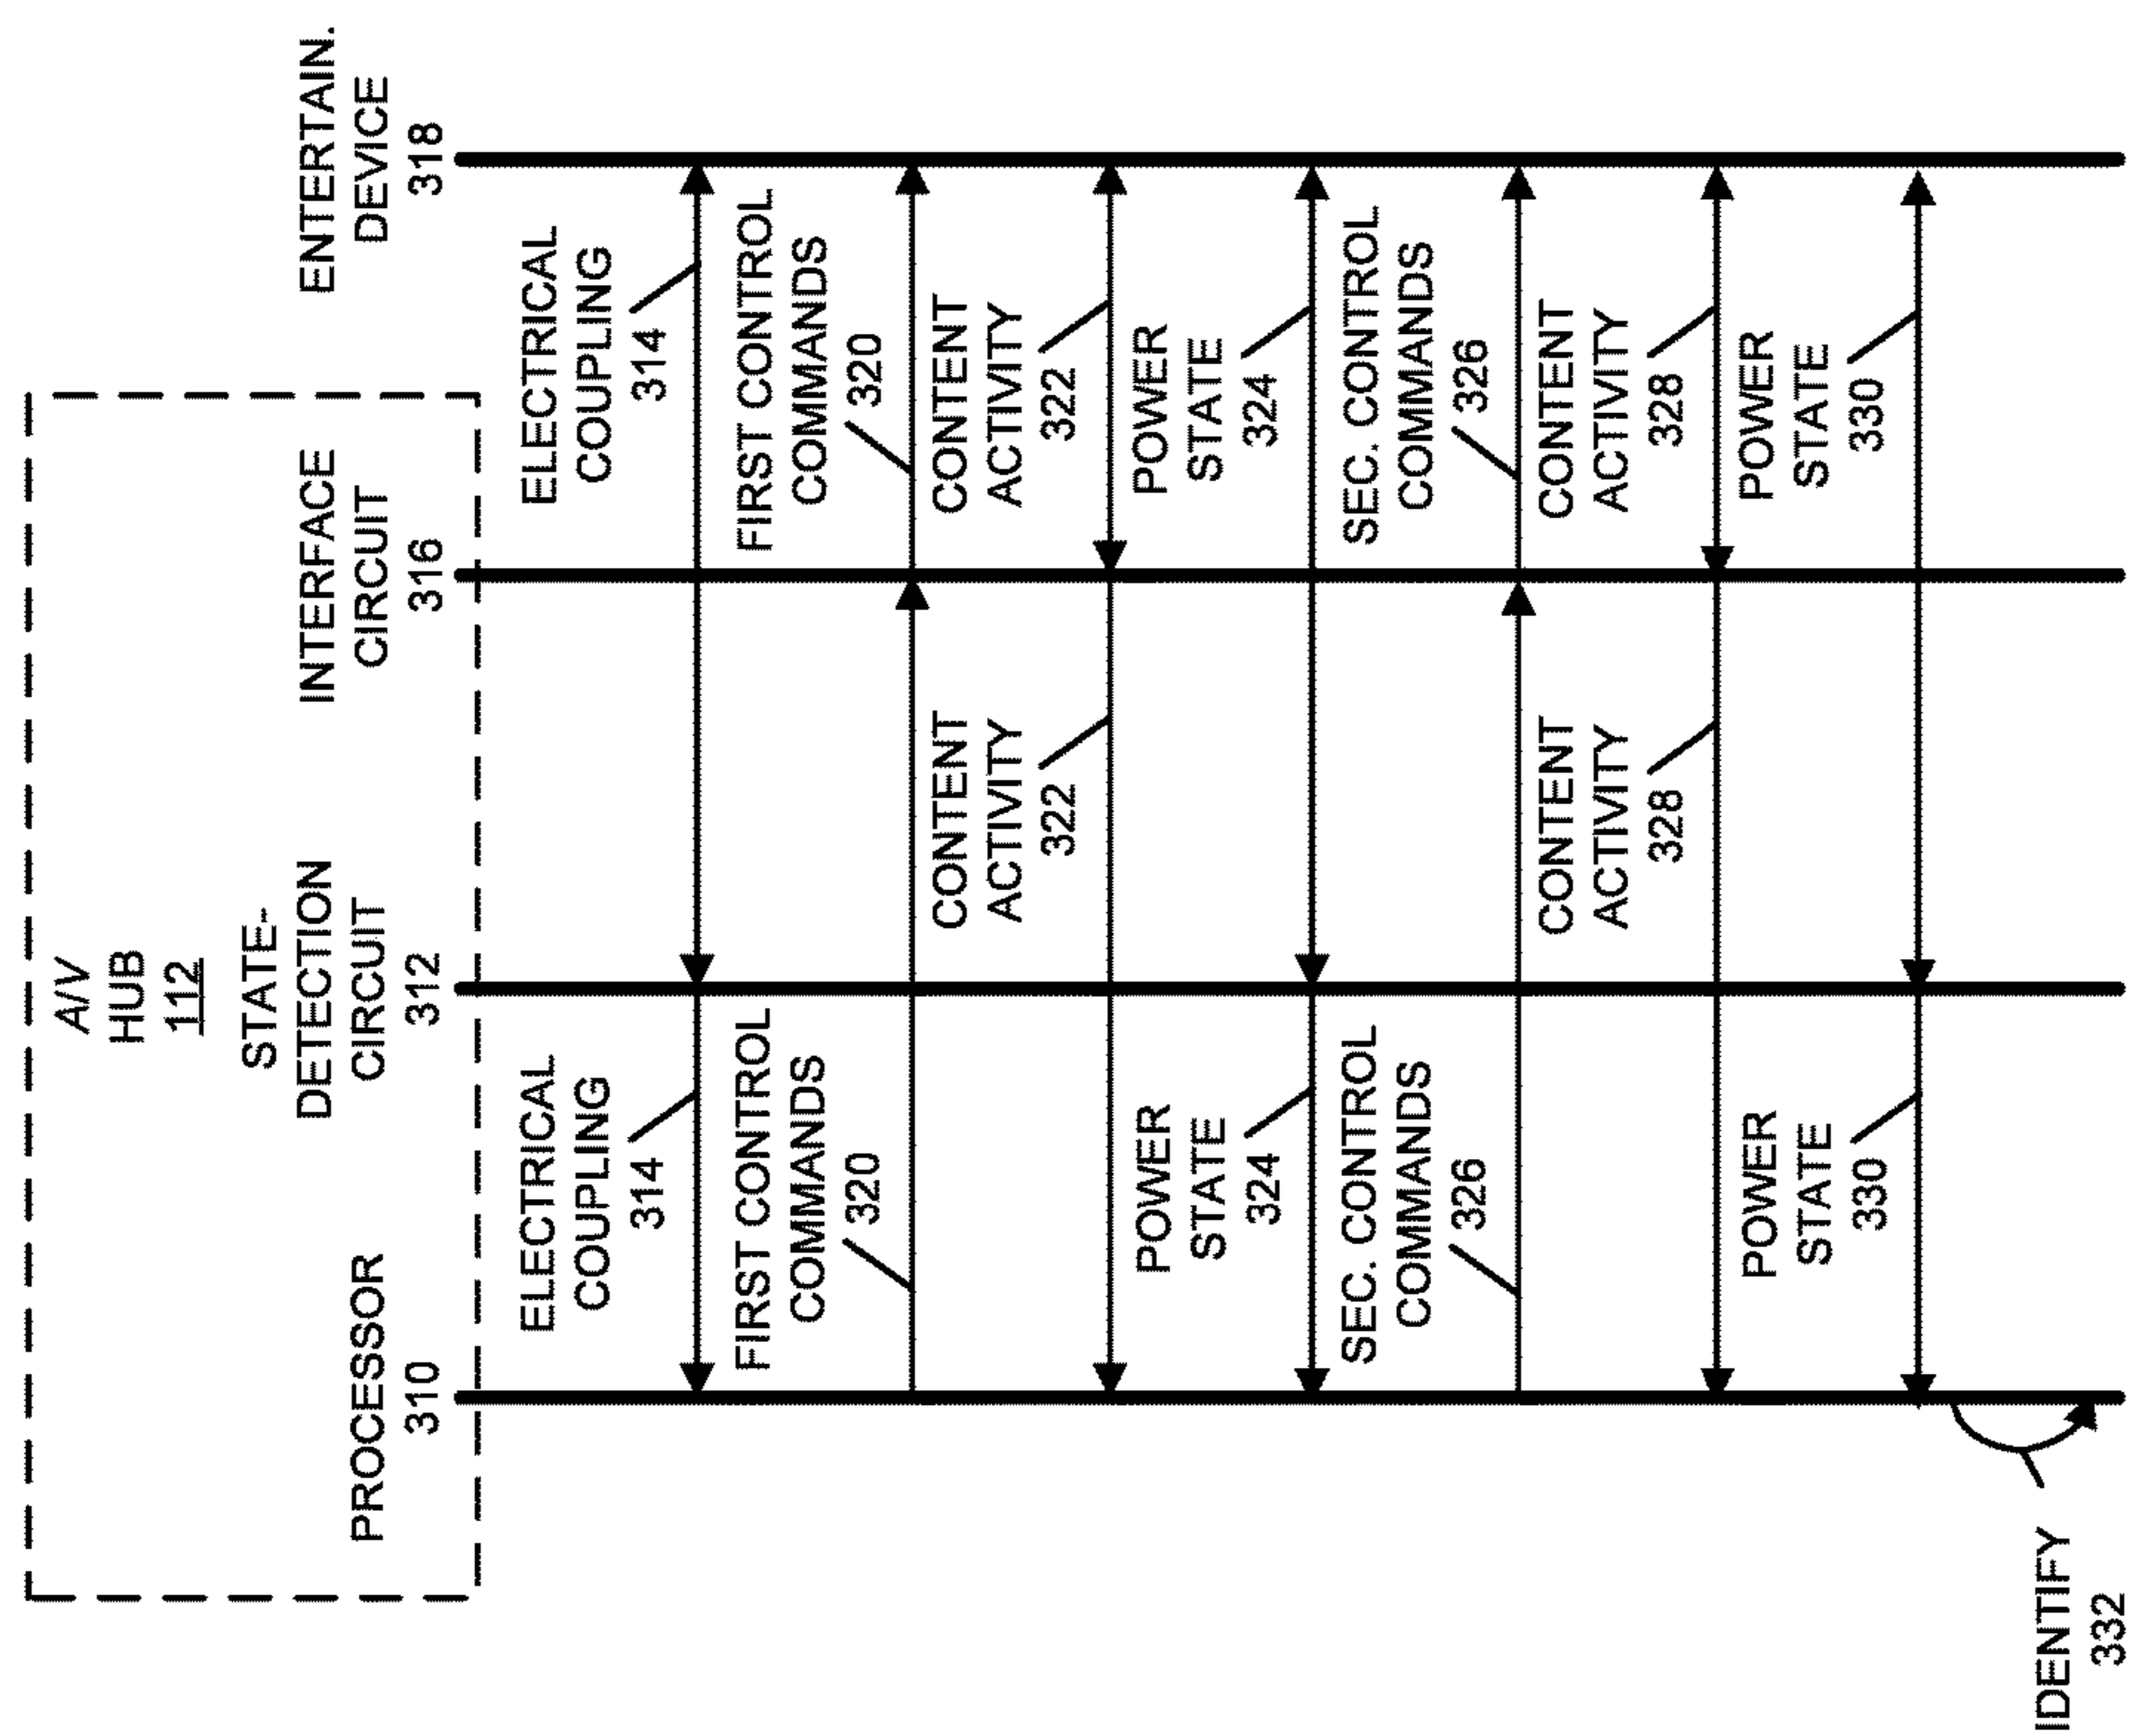 A/V
HUB
112
PROCESSOR
310
STATE-
DETECTION
CIRCUIT
312
INTERFACE
CIRCUIT
316
ENTERTAIN.
DEVICE
318
ELECTRICAL
COUPLING
314
ELECTRICAL
COUPLING
314
FIRST CONTROL
COMMANDS
320
FIRST CONTROL
COMMANDS
320
CONTENT
ACTIVITY
322
CONTENT
ACTIVITY
322
POWER
STATE
324
POWER
STATE
324
SEC. CONTROL
COMMANDS
326
SEC. CONTROL
COMMANDS
326
CONTENT
ACTIVITY
328
CONTENT
ACTIVITY
328
POWER
STATE
330
POWER
STATE
330
IDENTIFY
332